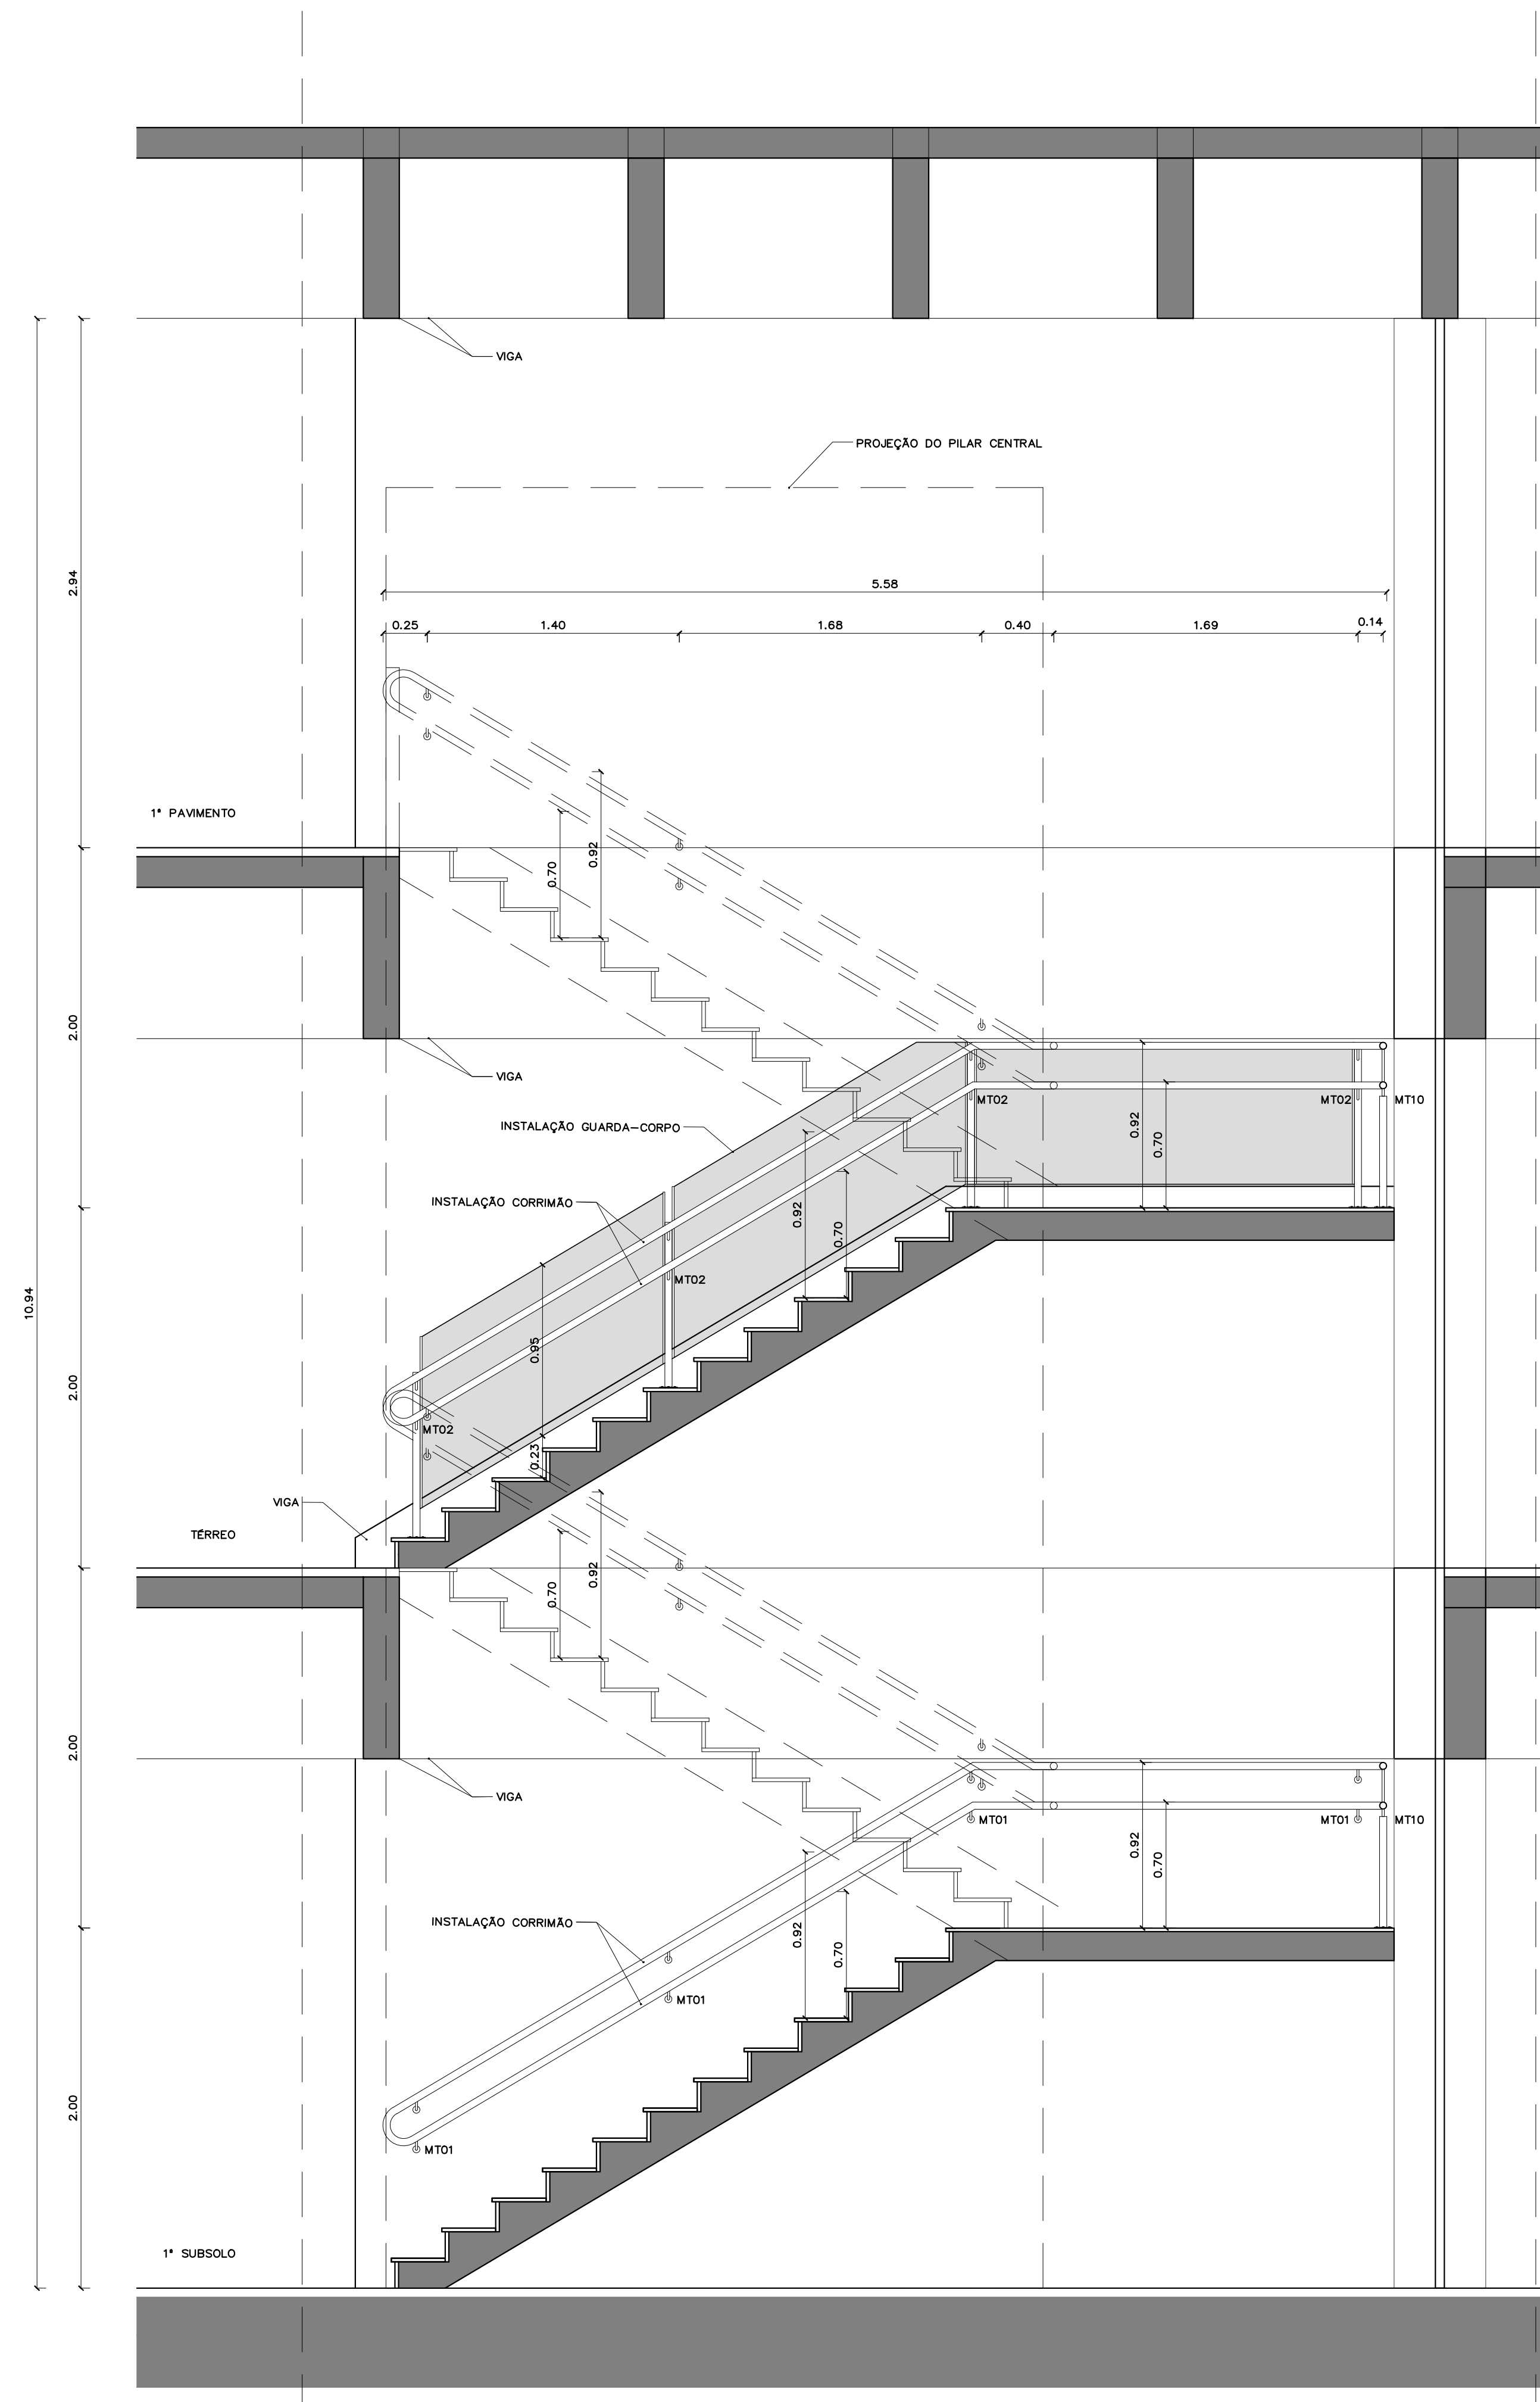 VIGA
PROJEÇÃO DO PILAR CENTRAL
5.58
0.25
1.40
1.68
0.40
1.69
0.14
2.94
1ª PAVIMENTO
0.70
0.92
2.00
VIGA
INSTALAÇÃO GUARDA-CORPO
MT02
MT02
MT10
0.92
0.70
INSTALAÇÃO CORRIMÃO
0.92
0.70
MT02
10.94
0.95
2.00
MT02
0.23
VIGA
TÉRREO
0.70
0.92
2.00
VIGA
MT01
MT01
MT10
0.92
0.70
INSTALAÇÃO CORRIMÃO
0.92
0.70
MT01
2.00
MT01
1ª SUBSOLO